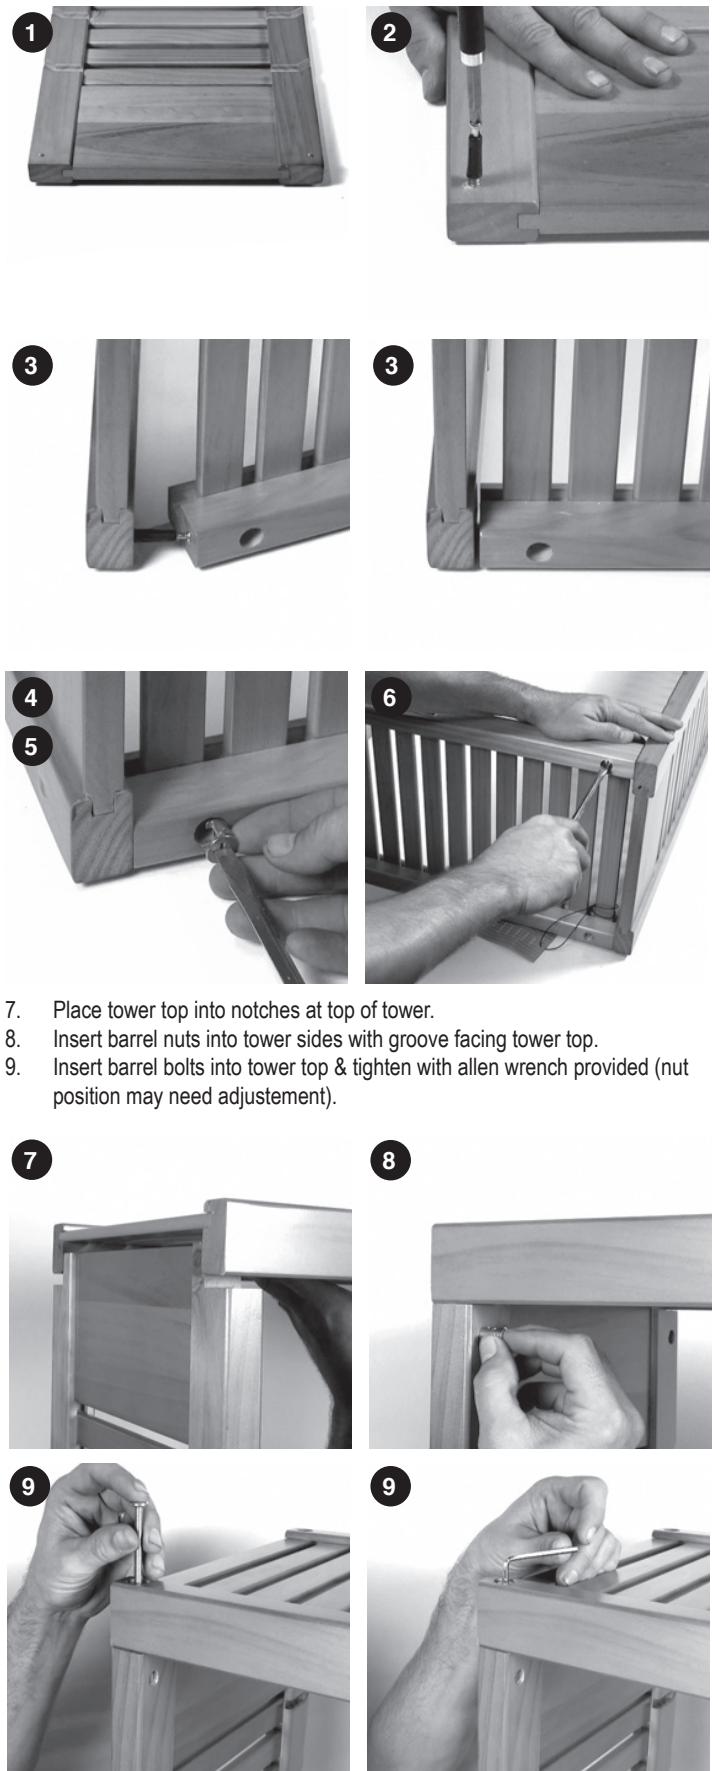 1
2
3
3
4
5
6
7. Place tower top into notches at top of tower.
8. Insert barrel nuts into tower sides with groove facing tower top.
9. Insert barrel bolts into tower top & tighten with allen wrench provided (nut
position may need adjustement).
7
8
9
9